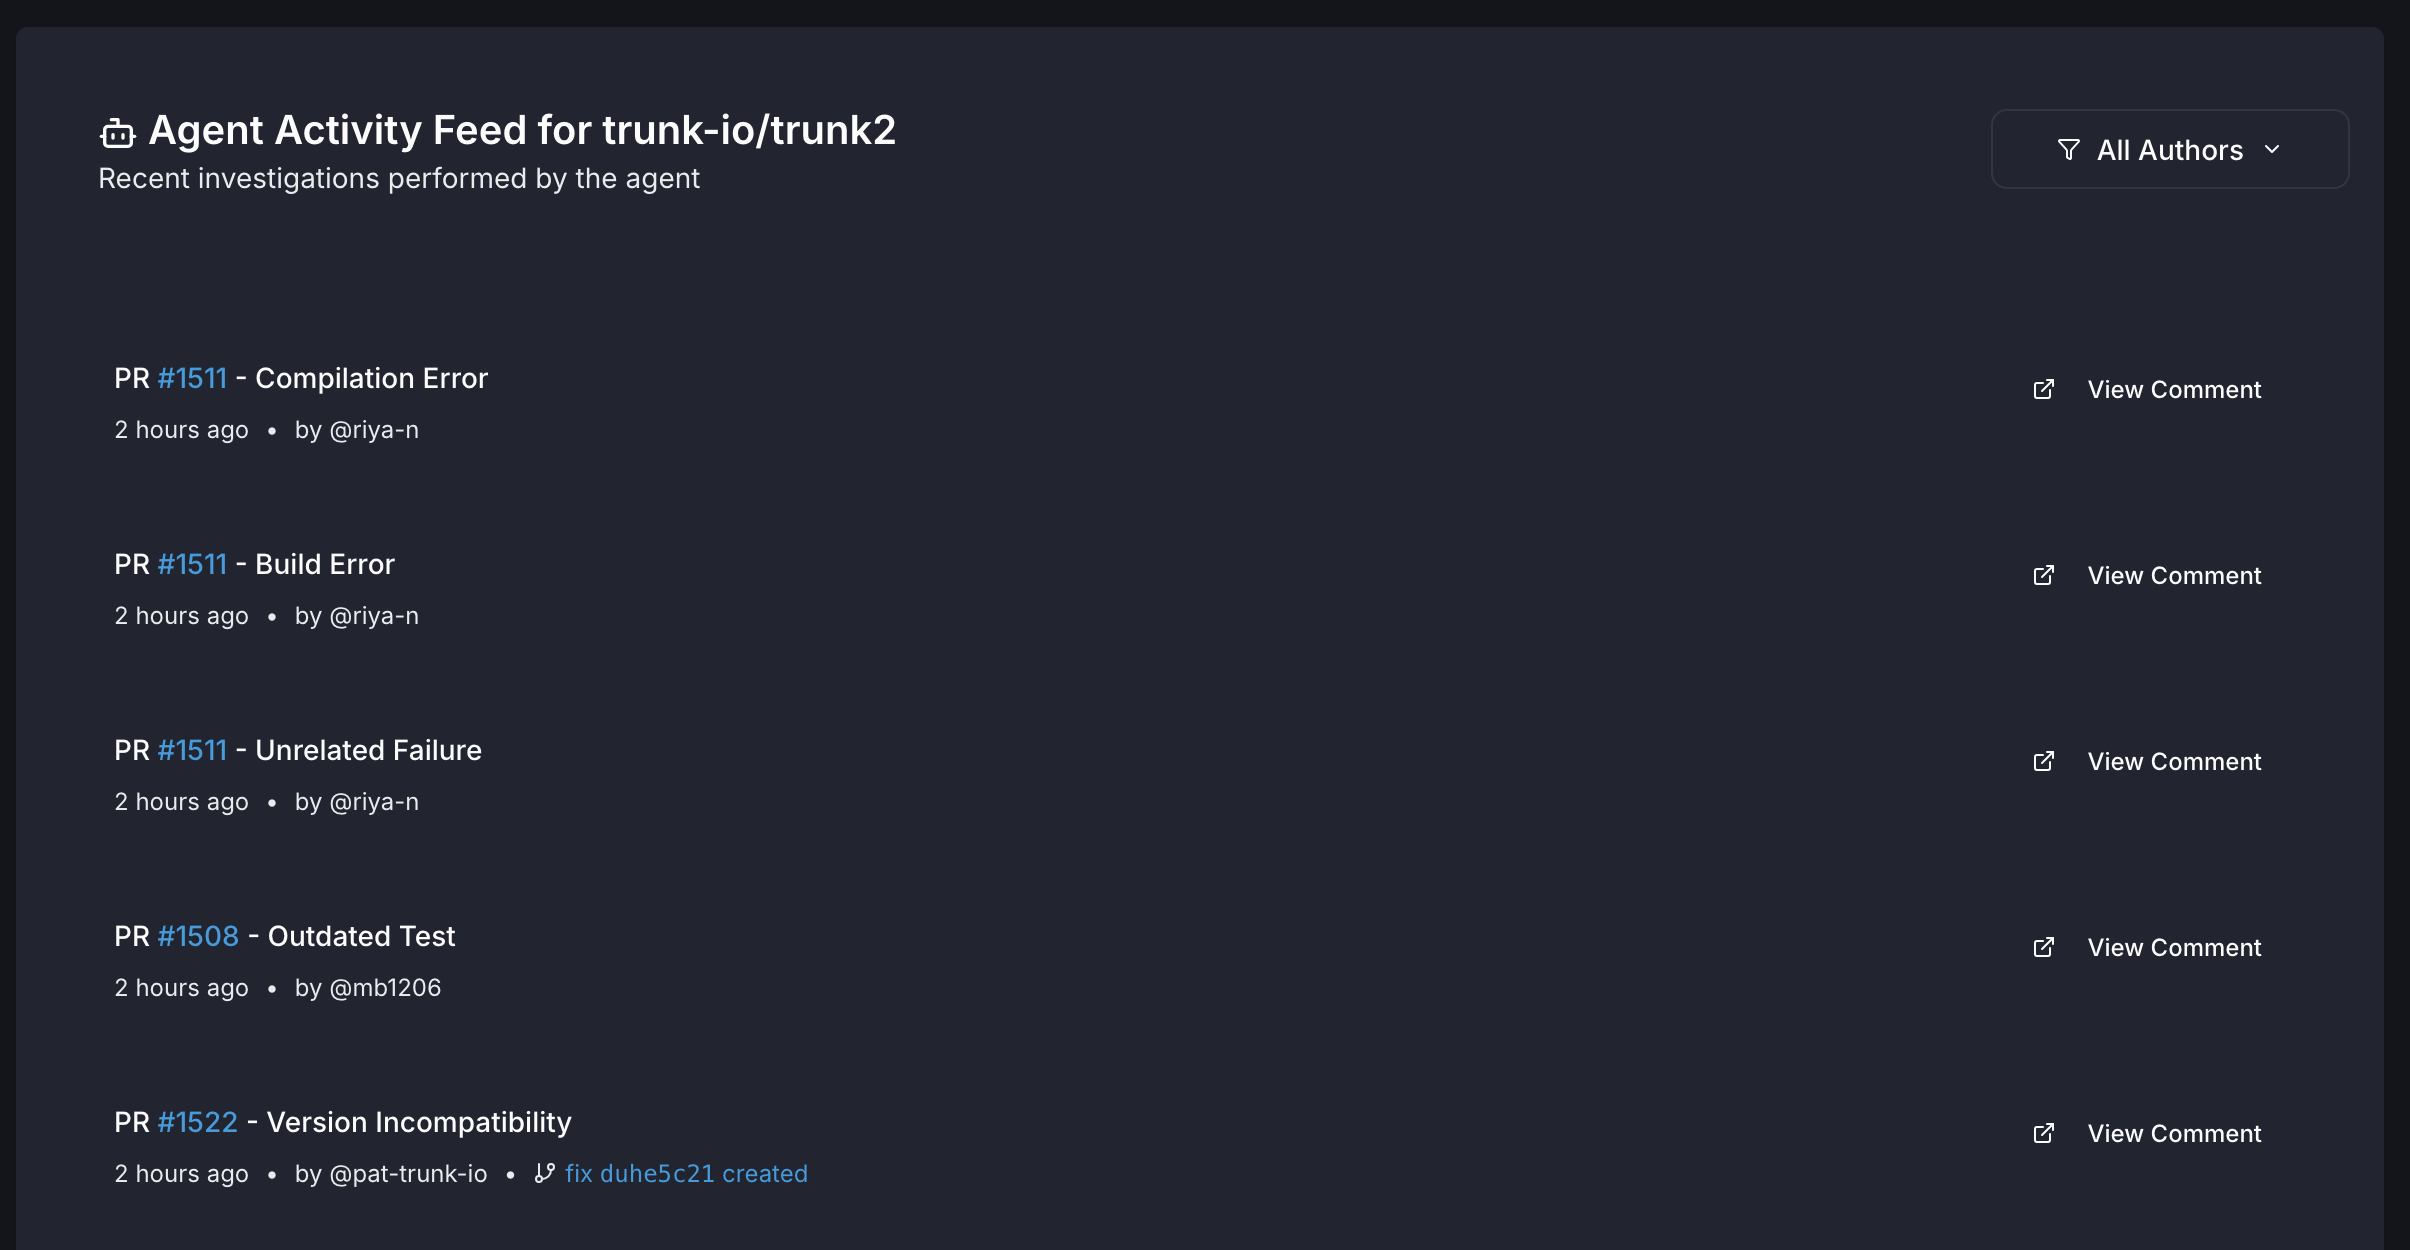 Agent Activity Feed for trunk-io/trunk2
Recent investigations performed by the agent
All Authors
PR #1511 - Compilation Error
2 hours ago • by @riya-n
View Comment
PR #1511 - Build Error
2 hours ago • by @riya-n
View Comment
PR #1511 - Unrelated Failure
2 hours ago • by @riya-n
View Comment
PR #1508 - Outdated Test
2 hours ago • by @mb1206
View Comment
PR #1522 - Version Incompatibility
2 hours ago • by @pat-trunk-io • fix duhe5c21 created
View Comment